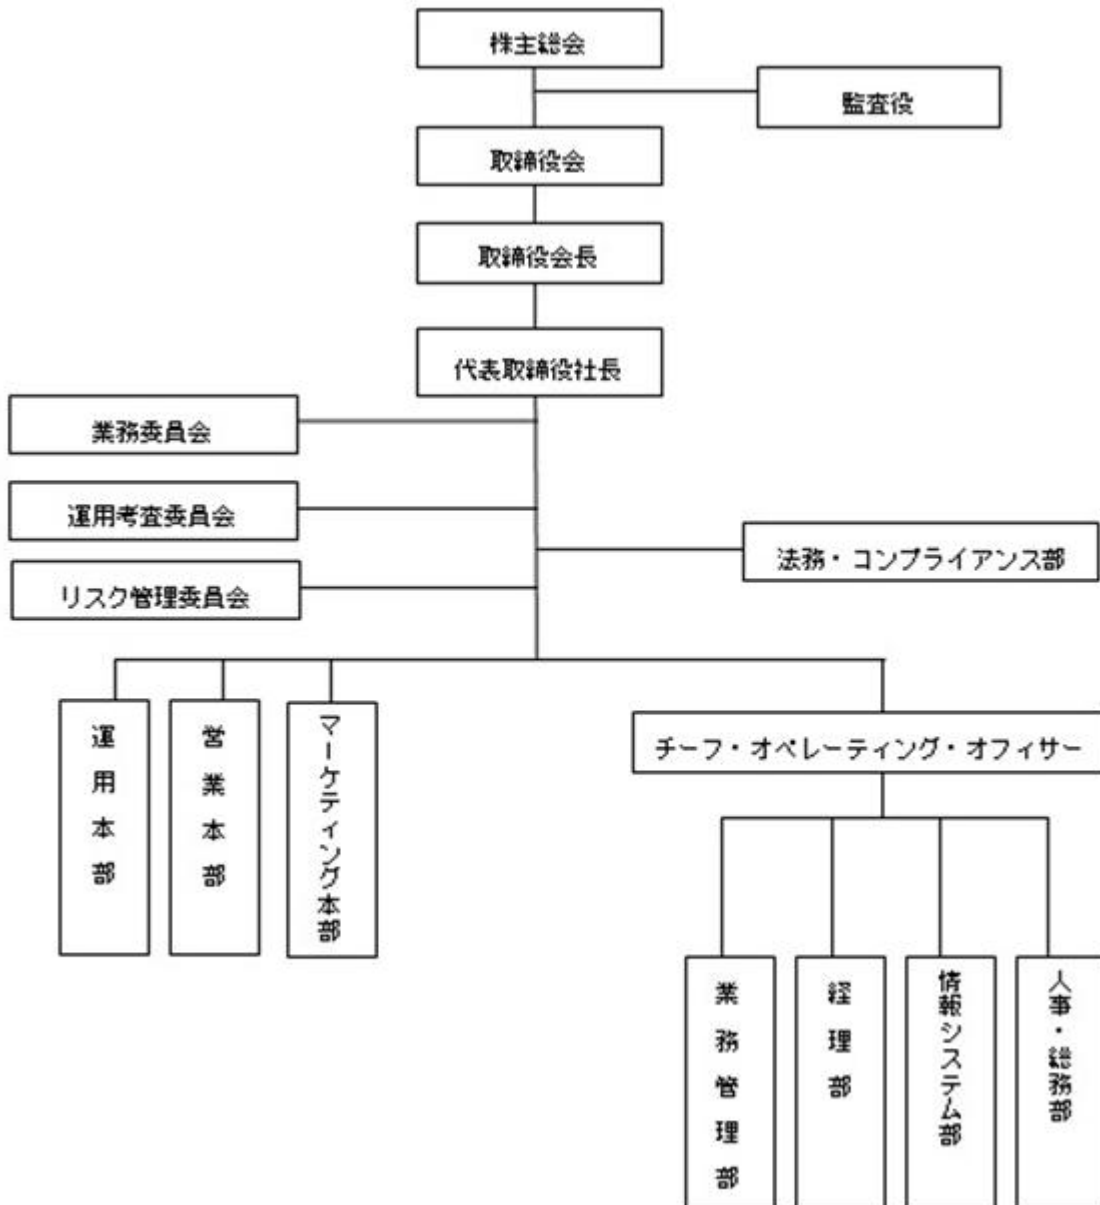 株主総会
監査役
取締役会
取締役会長
代表取締役社長
業務委員会
運用考査委員会
法務・コンプライアンス部
リスク管理委員会
運用本部
営業本部
マーケティング本部
チーフ・オペレーティング・オフィサー
業務管理部
経理部
情報システム部
人事・総務部